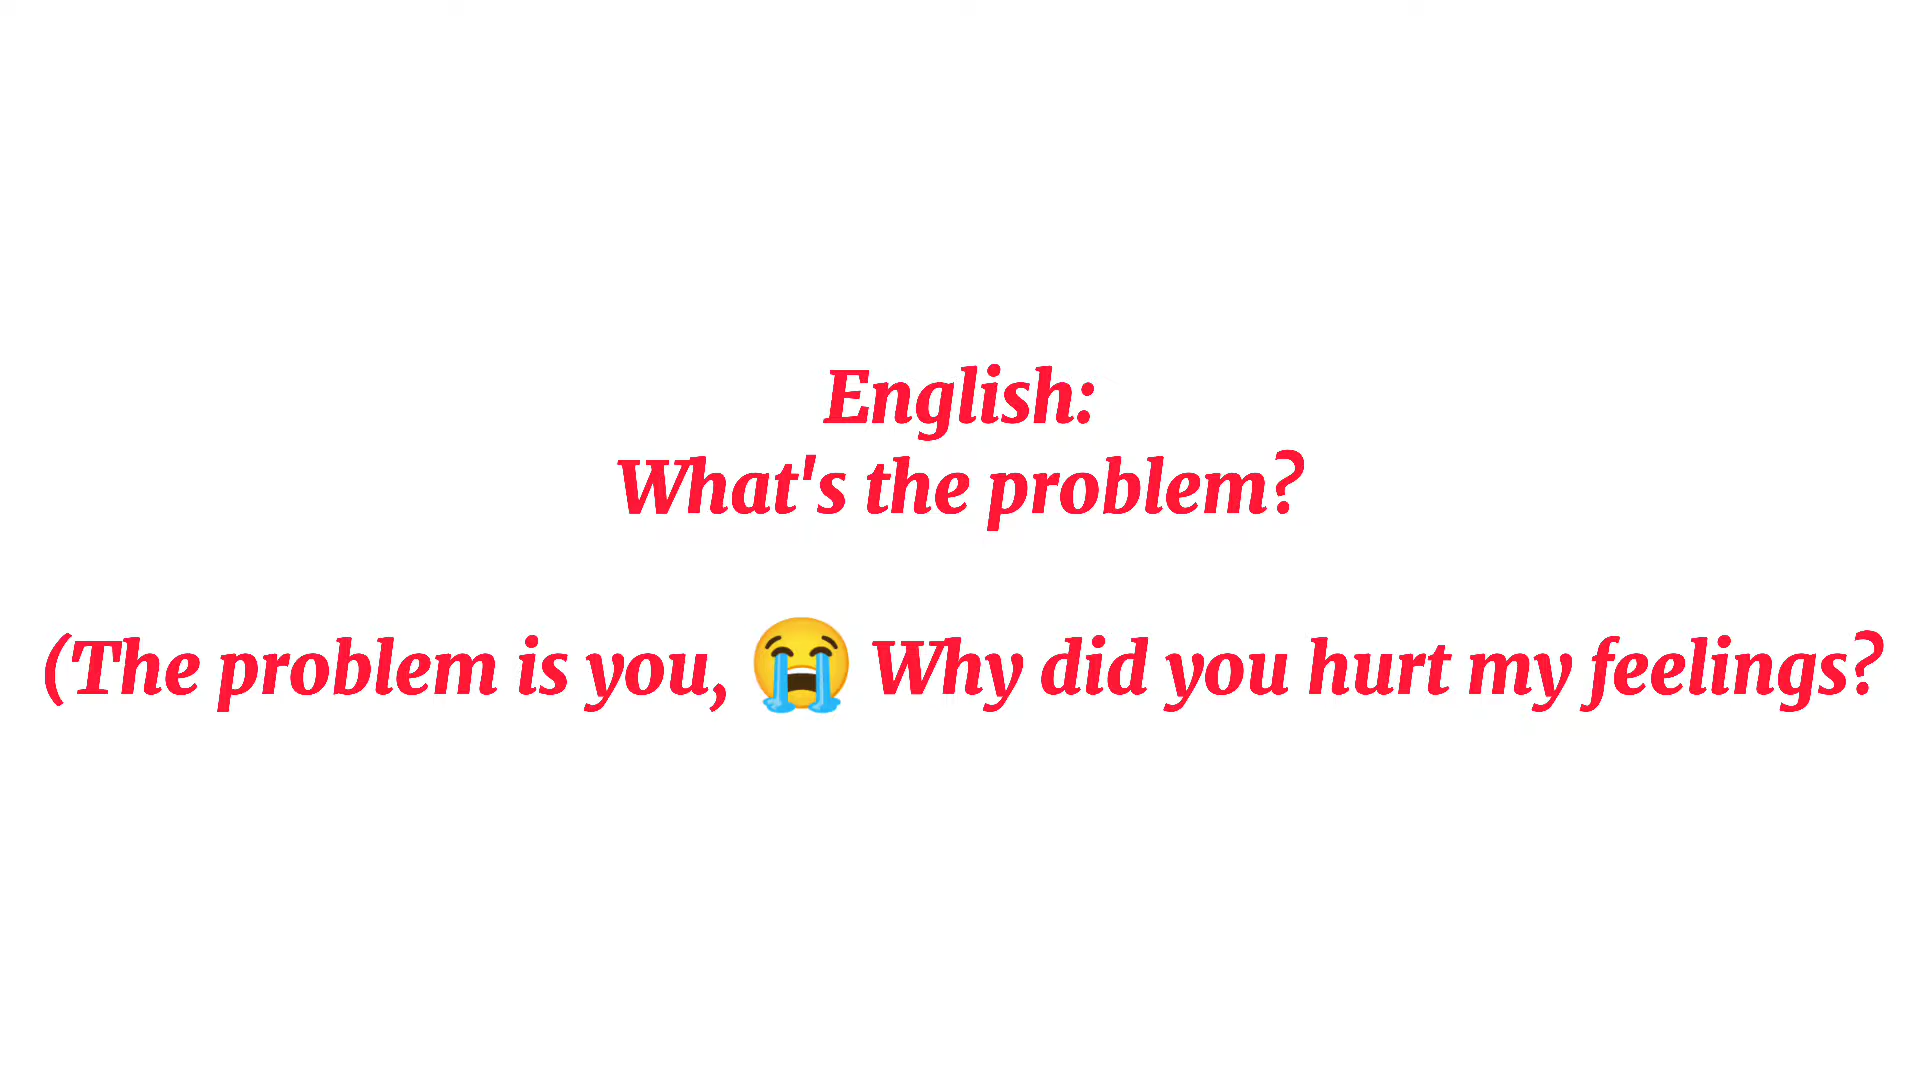 English:
What's the problem?
(The problem is you, 😭 Why did you hurt my feelings?